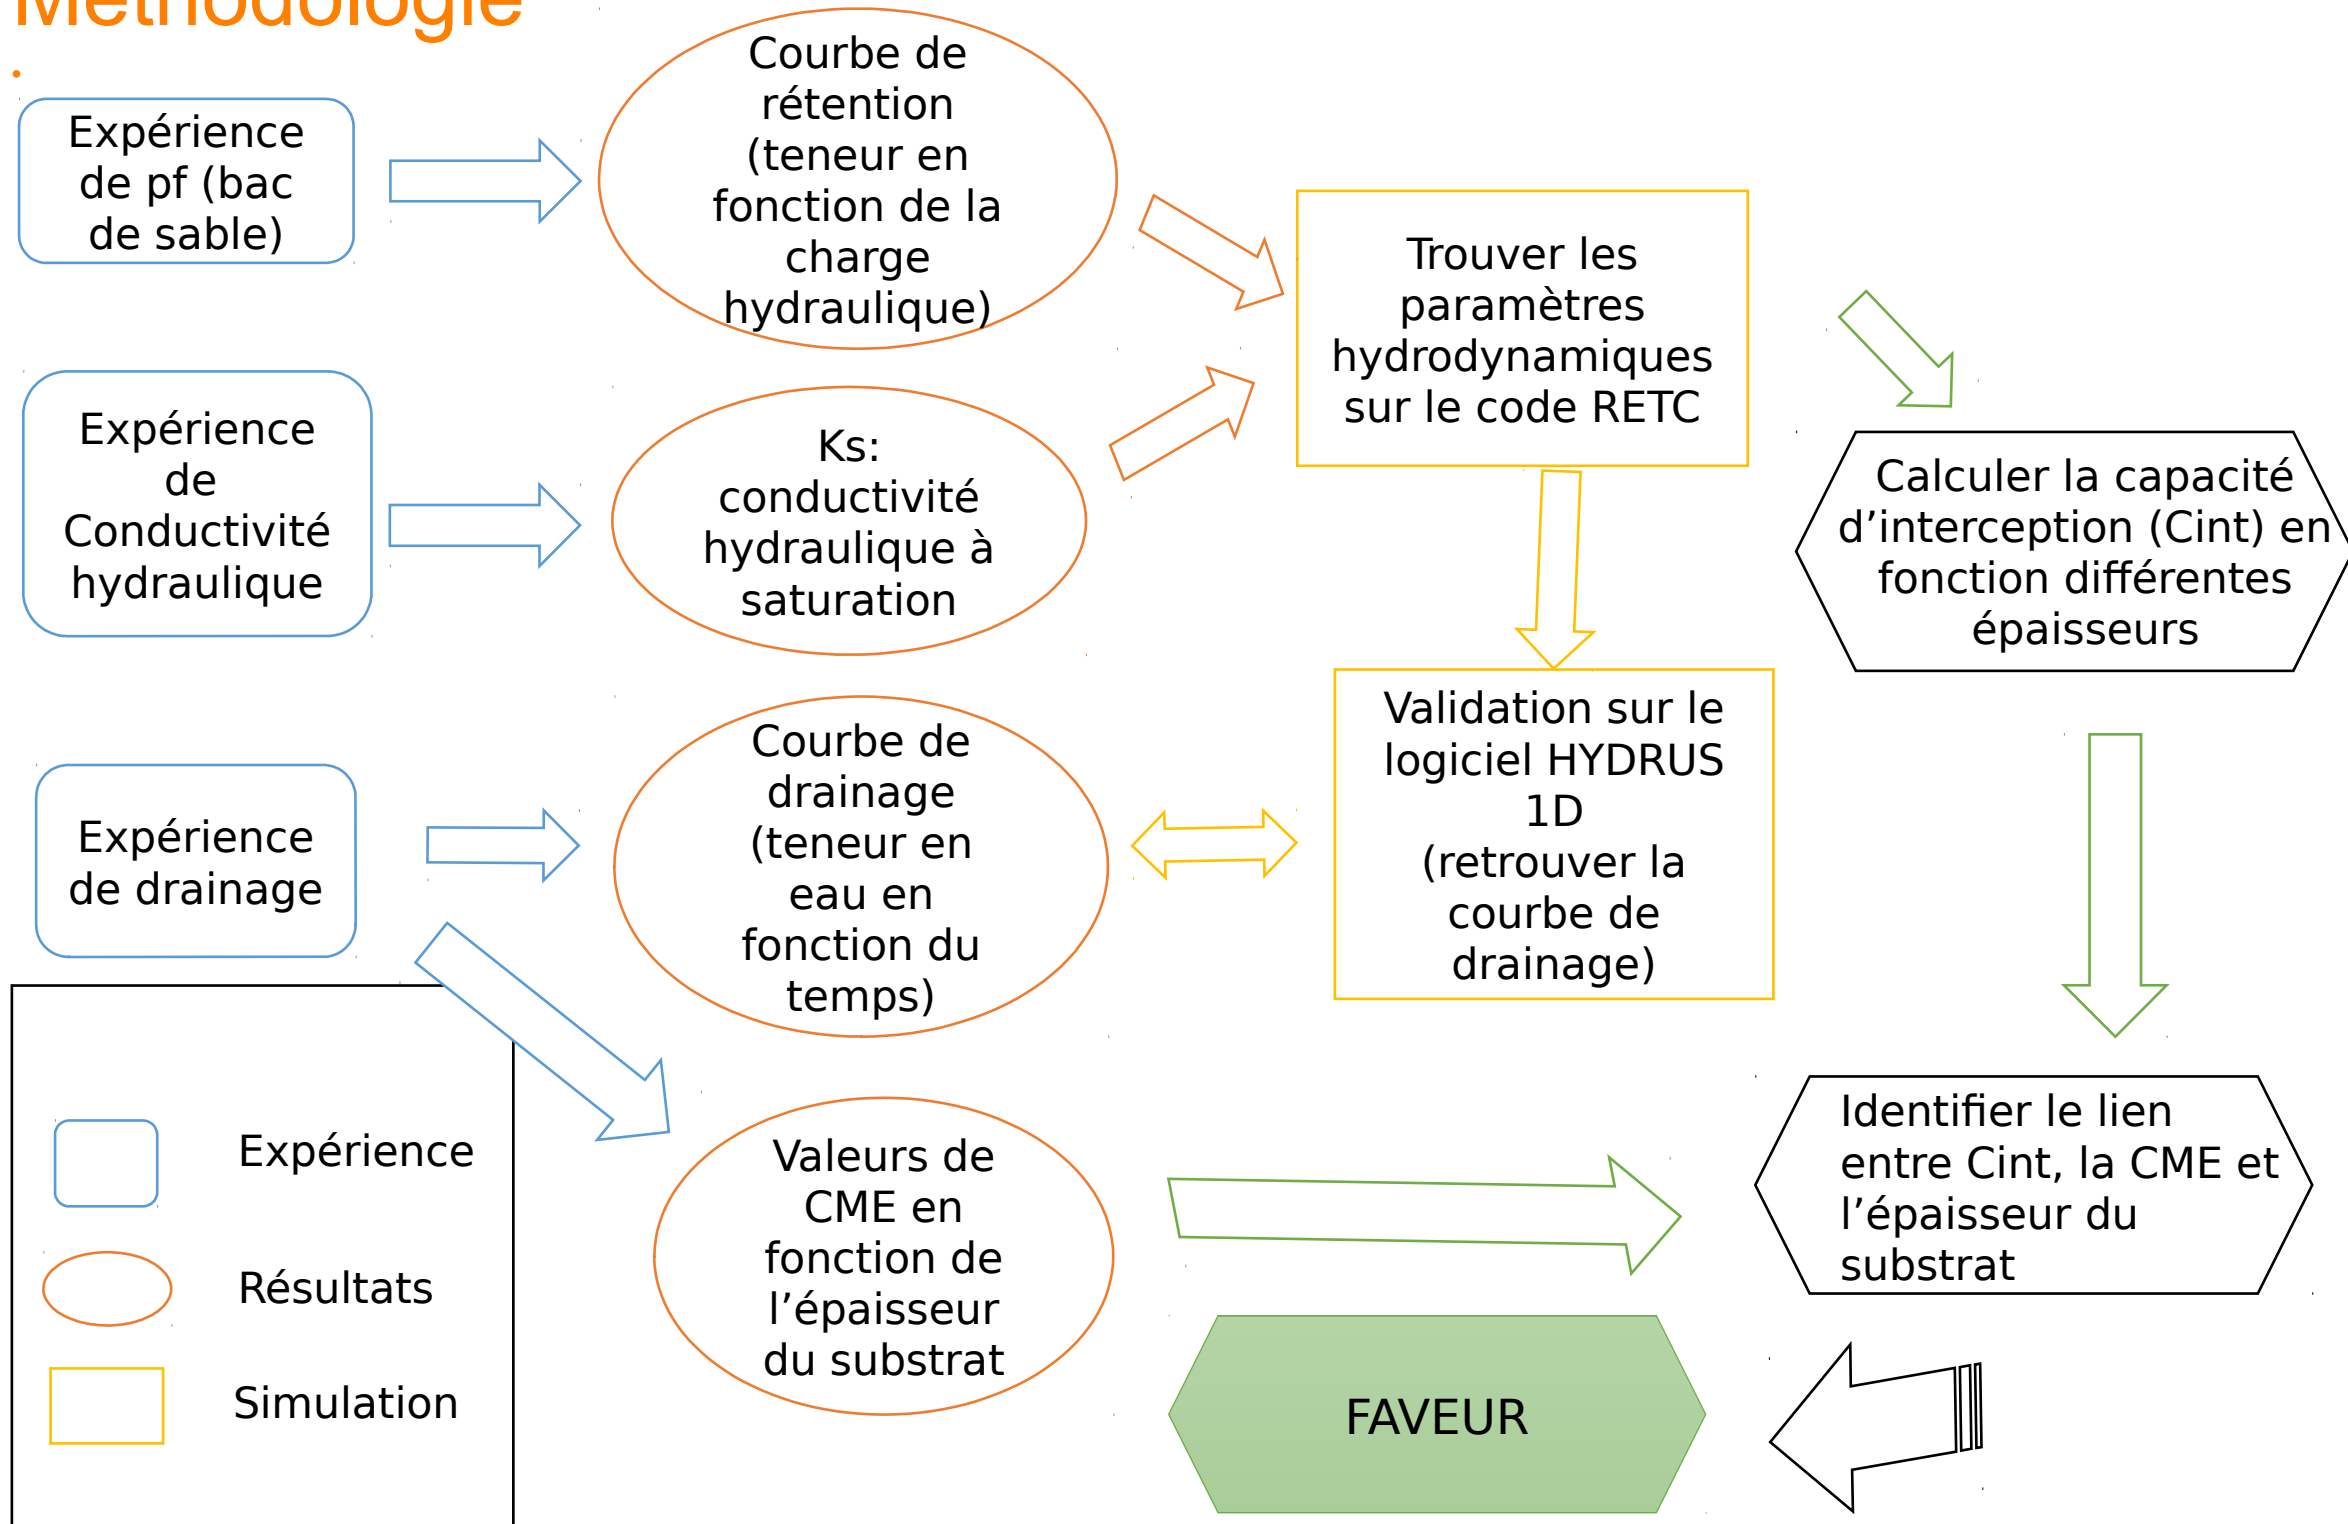 Méthodologie
Expérience
de pf (bac
de sable)
Courbe de
rétention
(teneur en
fonction de la
charge
hydraulique)
Trouver les
paramètres
hydrodynamiques
sur le code RETC
Expérience
de
Conductivité
hydraulique
Ks:
conductivité
hydraulique à
saturation
Calculer la capacité
d’interception (Cint) en
fonction différentes
épaisseurs
Expérience
de drainage
Courbe de
drainage
(teneur en
eau en
fonction du
temps)
Validation sur le
logiciel HYDRUS
1D
(retrouver la
courbe de
drainage)
Valeurs de
CME en
fonction de
l’épaisseur
du substrat
Identifier le lien
entre Cint, la CME et
l’épaisseur du
substrat
FAVEUR
Expérience
Résultats
Simulation